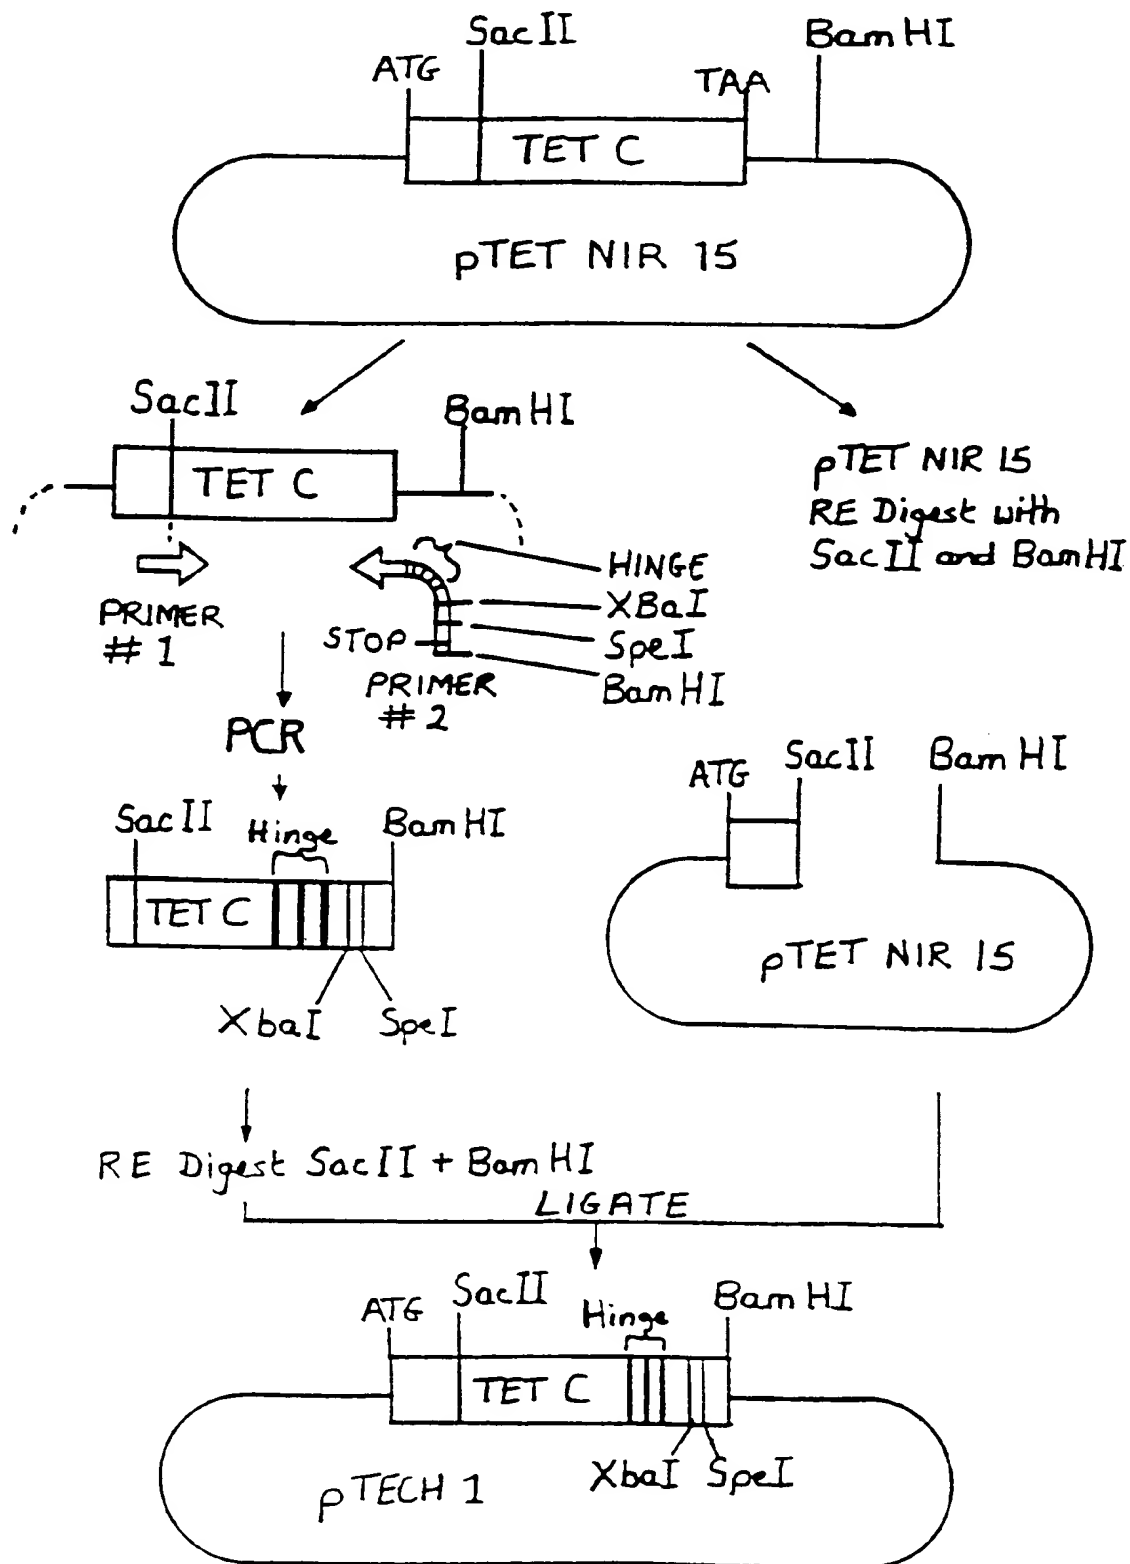 SacII
BamHI
ATG
TAA
TET C
pTET NIR 15
SacII
BamHI
TET C
pTET NIR 15
RE Digest with
SacII and BamHI
HINGE
XBaI
SpeI
BamHI
STOP
PRIMER
#1
PRIMER
#2
PCR
SacII
Hinge
BamHI
TET C
XbaI
SpeI
ATG
SacII
BamHI
pTET NIR 15
RE Digest SacII + BamHI
LIGATE
ATG
SacII
Hinge
BamHI
TET C
XbaI
SpeI
pTECH 1